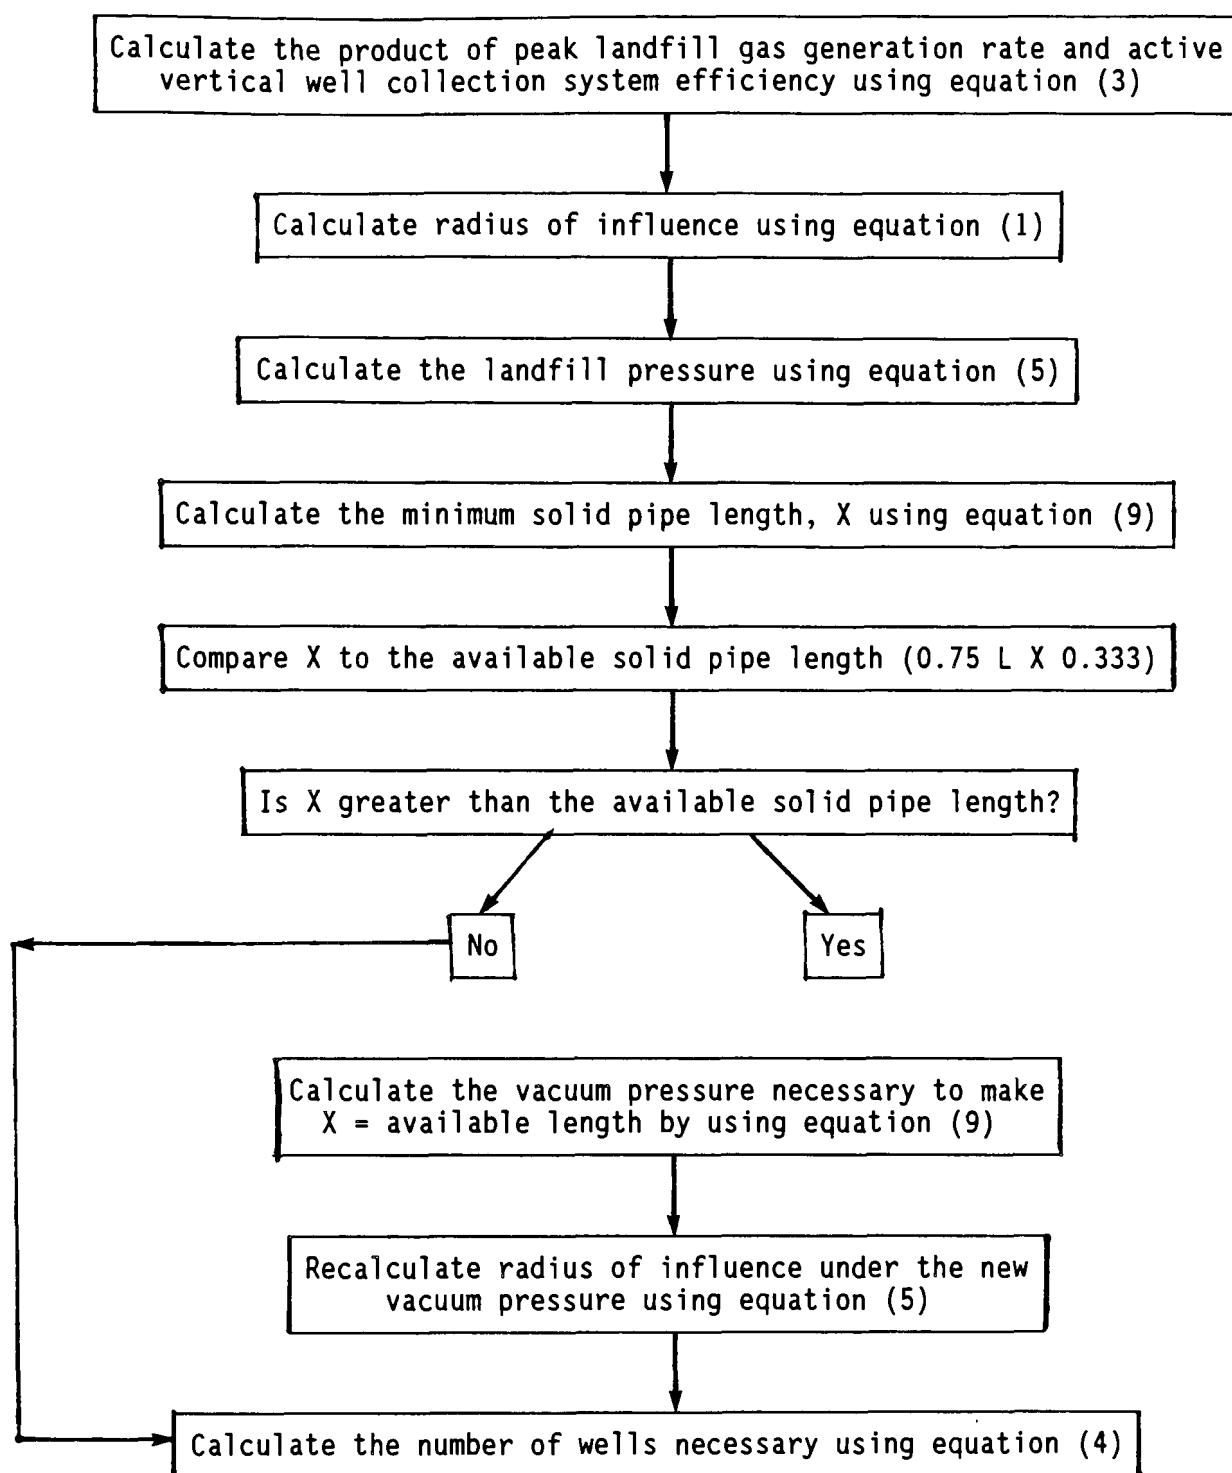 Calculate the product of peak landfill gas generation rate and active
vertical well collection system efficiency using equation (3)
Calculate radius of influence using equation (1)
Calculate the landfill pressure using equation (5)
Calculate the minimum solid pipe length, X using equation (9)
Compare X to the available solid pipe length (0.75 L X 0.333)
Is X greater than the available solid pipe length?
No
Yes
Calculate the vacuum pressure necessary to make
X = available length by using equation (9)
Recalculate radius of influence under the new
vacuum pressure using equation (5)
Calculate the number of wells necessary using equation (4)